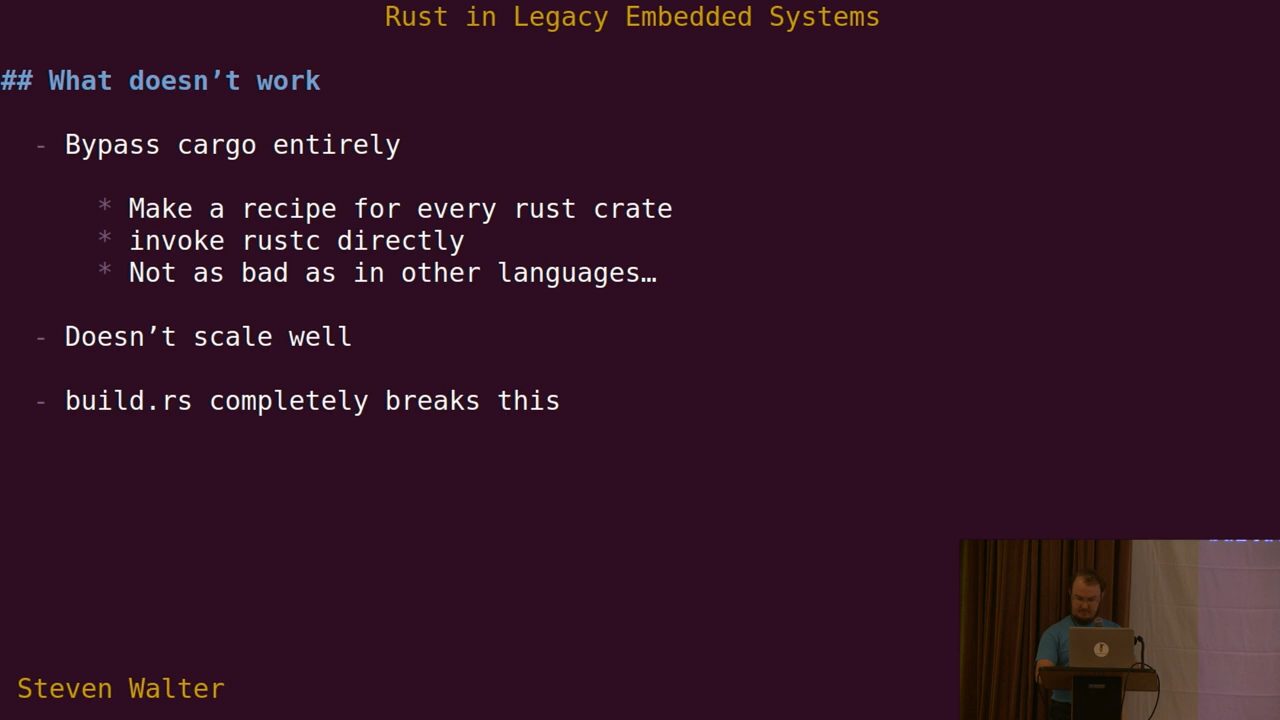 Rust in Legacy Embedded Systems
## What doesn’t work
- Bypass cargo entirely
* Make a recipe for every rust crate
* invoke rustc directly
* Not as bad as in other languages…
- Doesn’t scale well
- build.rs completely breaks this
Steven Walter